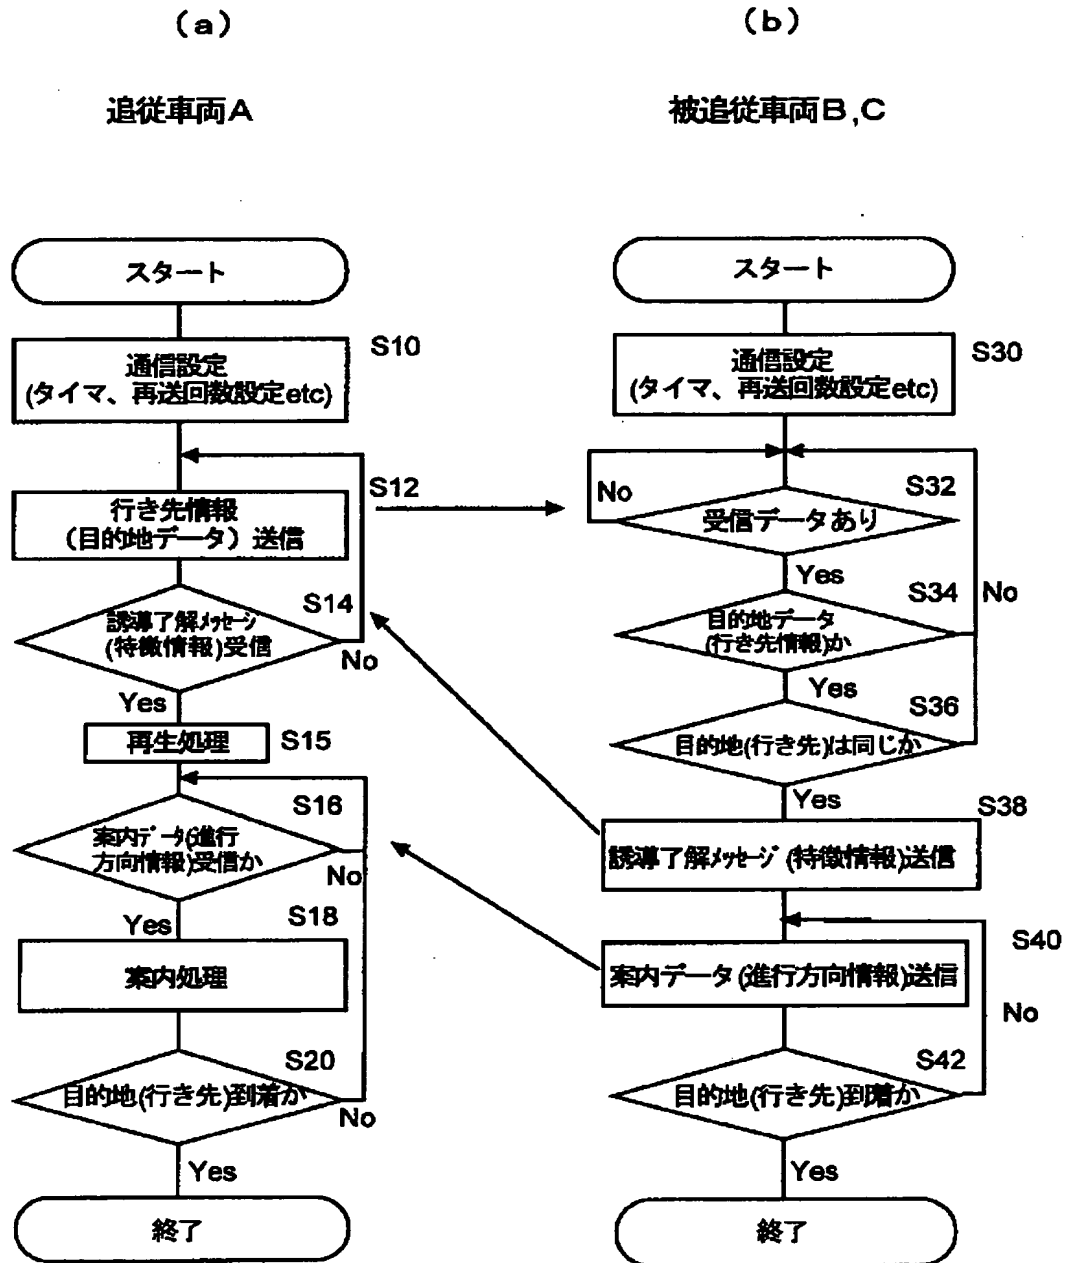 (a)
追従車両A
スタート
通信設定
(タイマ、再送回数設定etc)
S10
行き先情報
(目的地データ)送信
S12
誘導了解ﾒｯｾｰｼﾞ
(特徴情報)受信
S14
No
Yes
再生処理
S15
案内ﾃﾞｰﾀ(進行
方向情報)受信か
S16
No
Yes
S18
案内処理
目的地(行き先)到着か
S20
No
Yes
終了
(b)
被追従車両B,C
スタート
通信設定
(タイマ、再送回数設定etc)
S30
No
受信データあり
S32
Yes
目的地データ
(行き先情報)か
S34
No
Yes
目的地(行き先)は同じか
S36
Yes
S38
誘導了解ﾒｯｾｰｼﾞ(特徴情報)送信
S40
案内データ(進行方向情報)送信
No
目的地(行き先)到着か
S42
Yes
終了